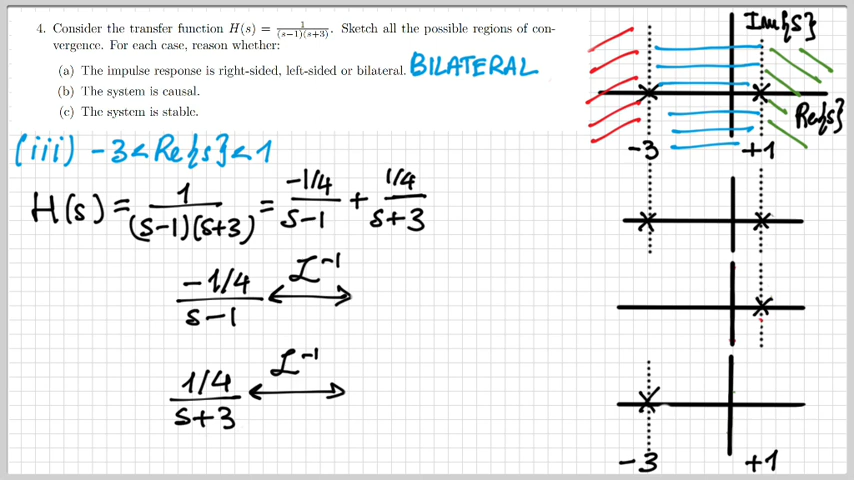 4. Consider the transfer function H(s) = 1/((s−1)(s+3)). Sketch all the possible regions of con-
vergence. For each case, reason whether:
(a) The impulse response is right-sided, left-sided or bilateral. BILATERAL
(b) The system is causal.
(c) The system is stable.
(iii) -3 < Re{s} < 1
H(s) = 1/((s-1)(s+3)) = (-1/4)/(s-1) + (1/4)/(s+3)
(-1/4)/(s-1) ⟷ L⁻¹
(1/4)/(s+3) ⟷ L⁻¹
Im{s}
Re{s}
-3 +1
-3 +1